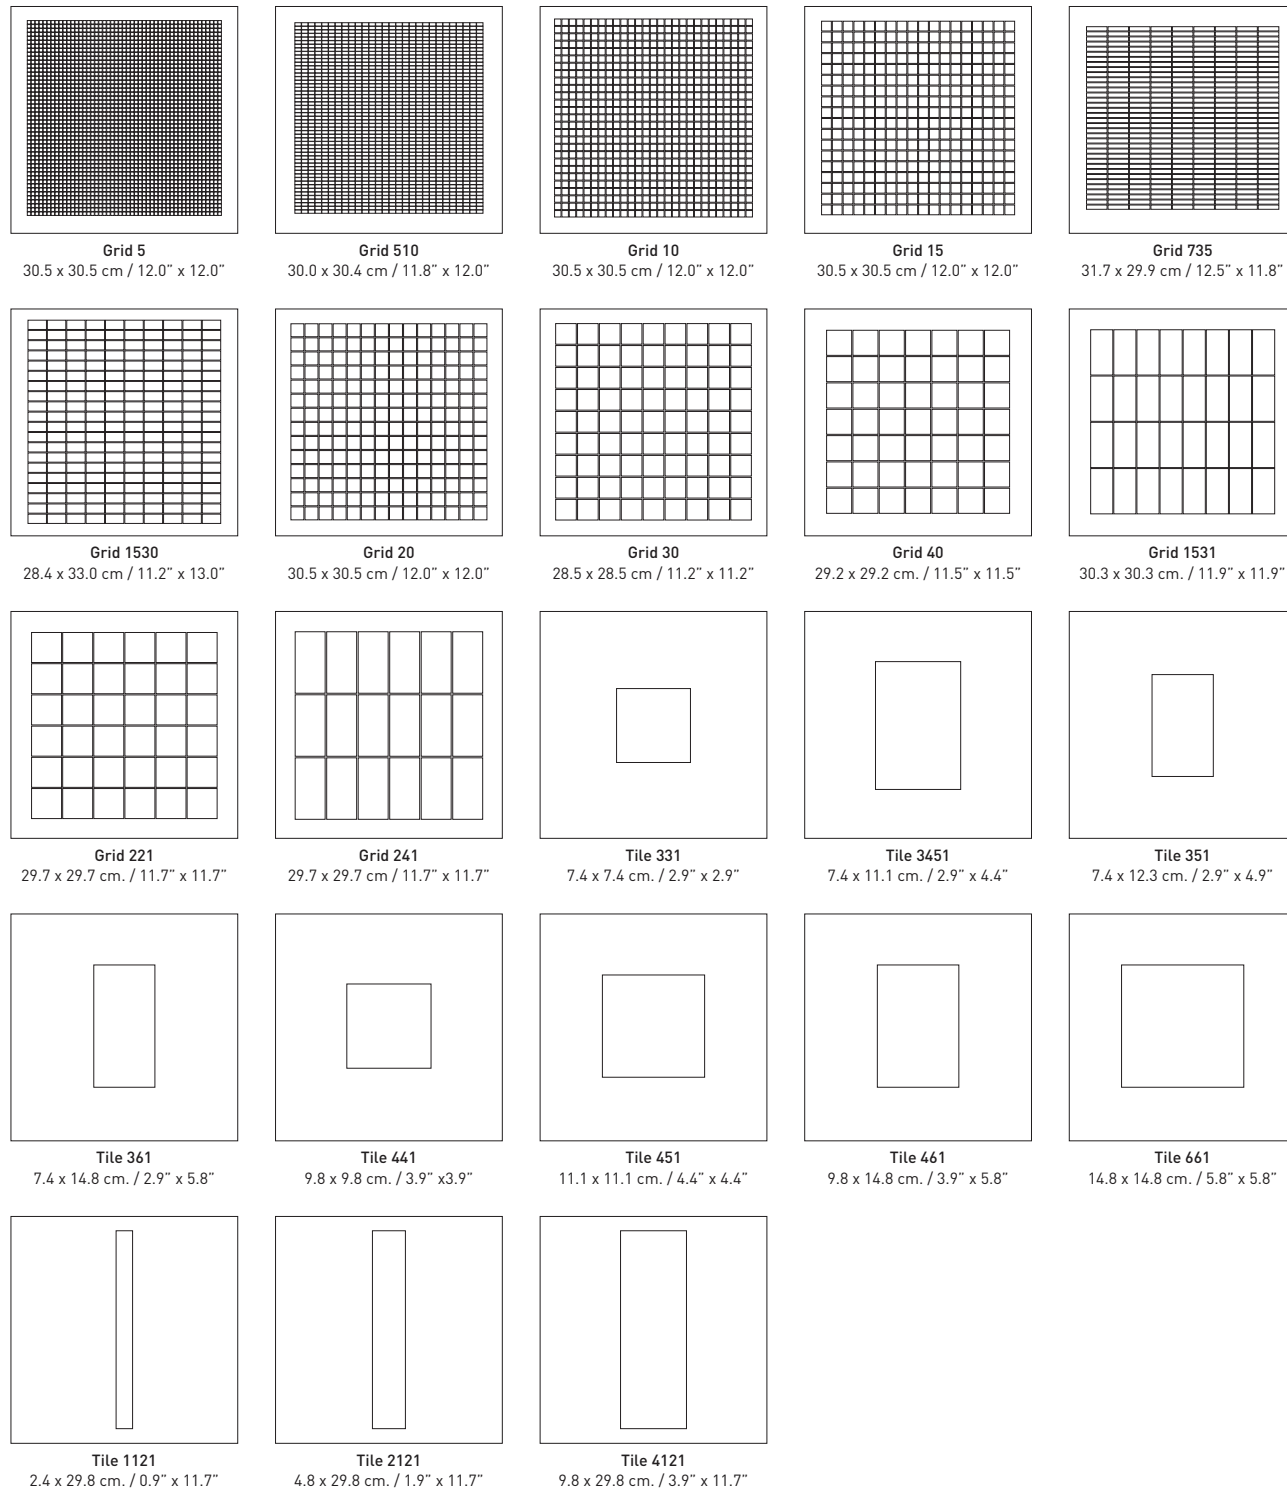 Grid 5
30.5 x 30.5 cm / 12.0” x 12.0”
Grid 510
30.0 x 30.4 cm / 11.8” x 12.0”
Grid 10
30.5 x 30.5 cm / 12.0” x 12.0”
Grid 15
30.5 x 30.5 cm / 12.0” x 12.0”
Grid 735
31.7 x 29.9 cm / 12.5” x 11.8”
Grid 1530
28.4 x 33.0 cm / 11.2” x 13.0”
Grid 20
30.5 x 30.5 cm / 12.0” x 12.0”
Grid 30
28.5 x 28.5 cm / 11.2” x 11.2”
Grid 40
29.2 x 29.2 cm. / 11.5” x 11.5”
Grid 1531
30.3 x 30.3 cm. / 11.9” x 11.9”
Grid 221
29.7 x 29.7 cm. / 11.7” x 11.7”
Grid 241
29.7 x 29.7 cm / 11.7” x 11.7”
Tile 331
7.4 x 7.4 cm. / 2.9” x 2.9”
Tile 3451
7.4 x 11.1 cm. / 2.9” x 4.4”
Tile 351
7.4 x 12.3 cm. / 2.9” x 4.9”
Tile 361
7.4 x 14.8 cm. / 2.9” x 5.8”
Tile 441
9.8 x 9.8 cm. / 3.9” x3.9”
Tile 451
11.1 x 11.1 cm. / 4.4” x 4.4”
Tile 461
9.8 x 14.8 cm. / 3.9” x 5.8”
Tile 661
14.8 x 14.8 cm. / 5.8” x 5.8”
Tile 1121
2.4 x 29.8 cm. / 0.9” x 11.7”
Tile 2121
4.8 x 29.8 cm. / 1.9” x 11.7”
Tile 4121
9.8 x 29.8 cm. / 3.9” x 11.7”